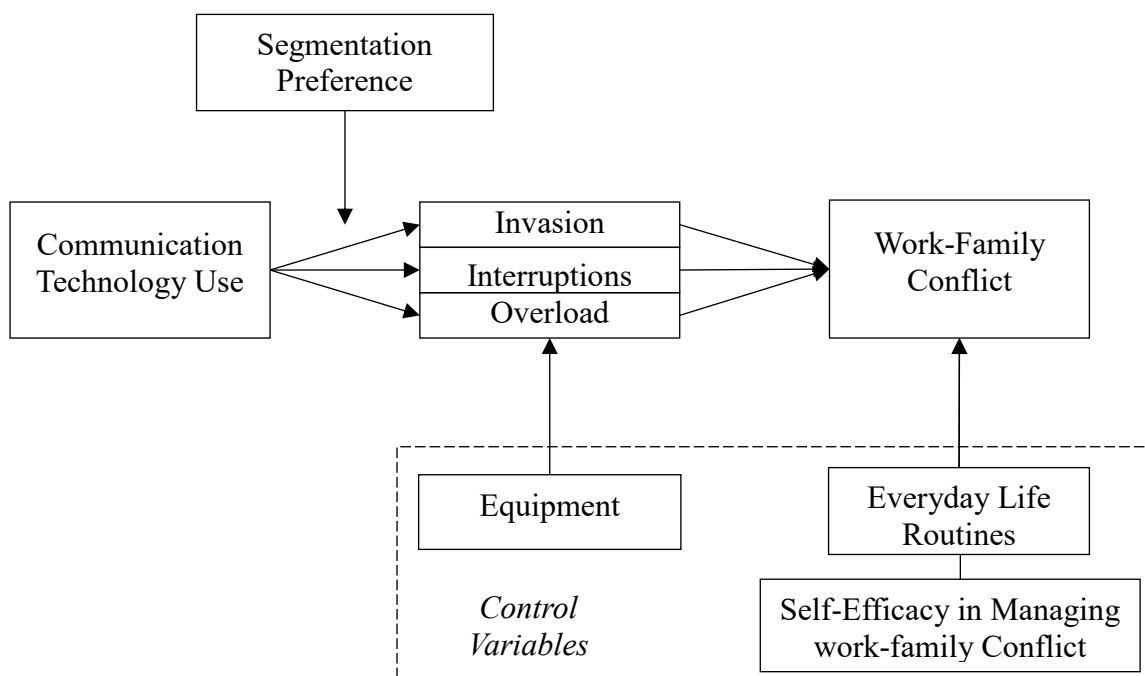 Segmentation
Preference
Communication
Technology Use
Invasion
Interruptions
Overload
Work-Family
Conflict
Equipment
Everyday Life
Routines
Control
Variables
Self-Efficacy in Managing
work-family Conflict